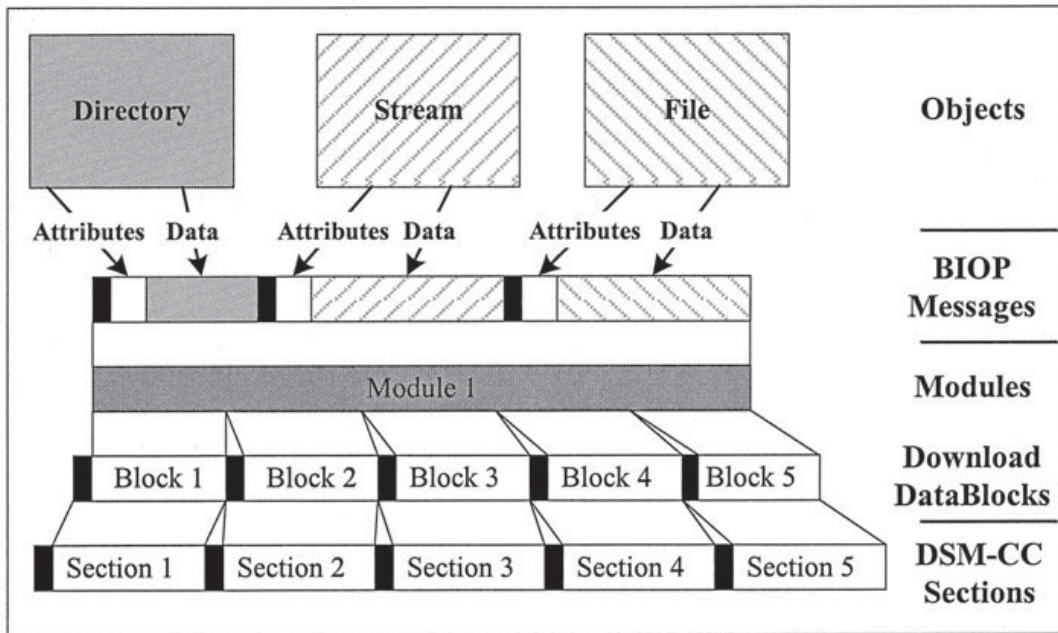 Directory
Stream
File
Objects
Attributes Data Attributes Data Attributes Data
BIOP
Messages
Module 1
Modules
Block 1 Block 2 Block 3 Block 4 Block 5
Download
DataBlocks
Section 1 Section 2 Section 3 Section 4 Section 5
DSM-CC
Sections